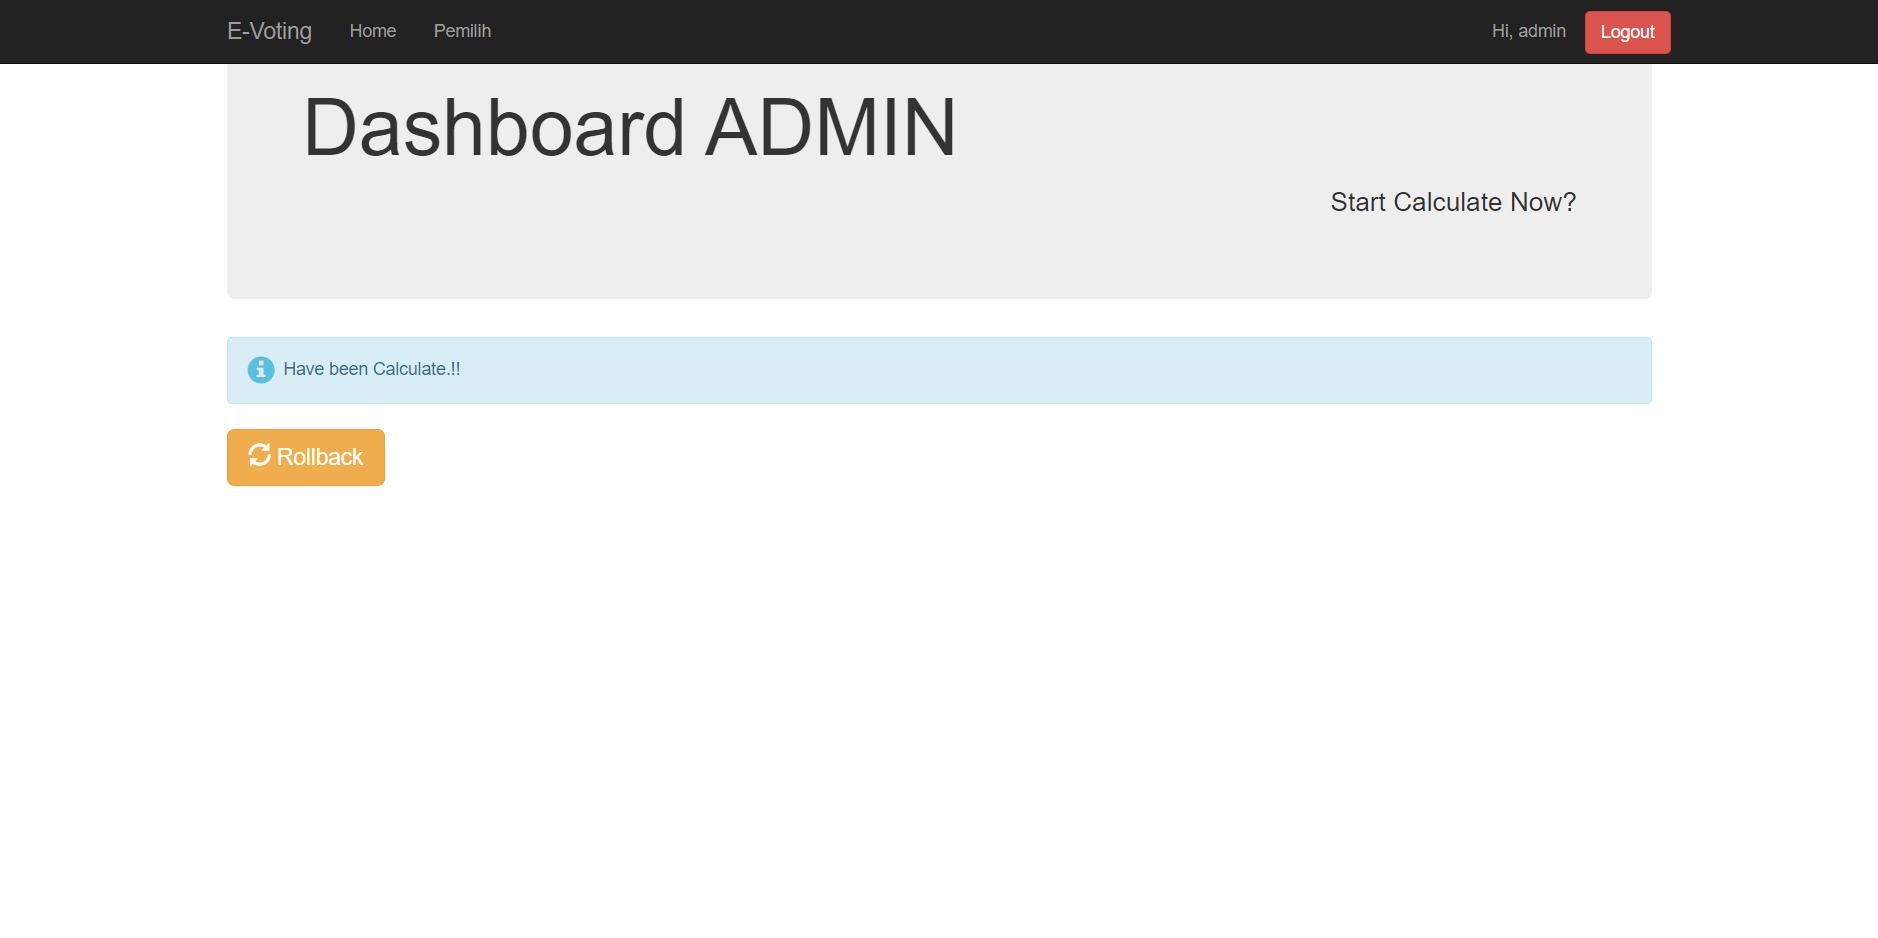 E-Voting Home Pemilih Hi, admin Logout
Dashboard ADMIN
Start Calculate Now?
Have been Calculate.!!
Rollback